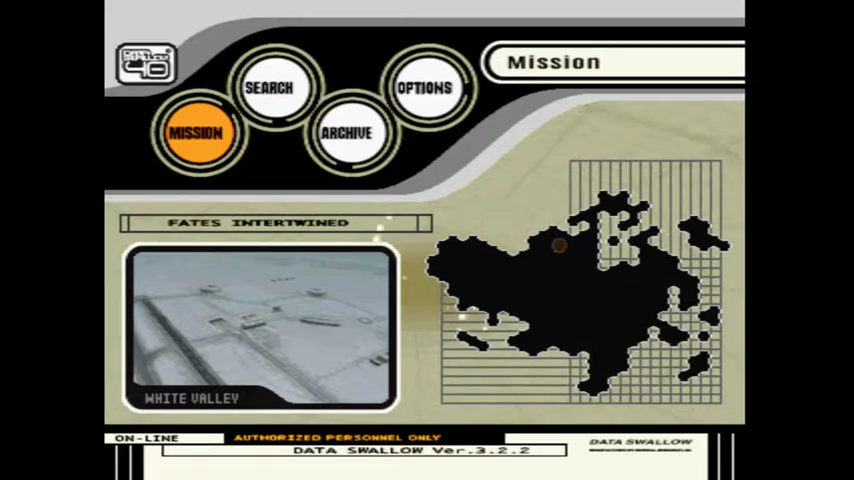 Mission
SEARCH
OPTIONS
MISSION
ARCHIVE
FATES INTERTWINED
WHITE VALLEY
ON-LINE
AUTHORIZED PERSONNEL ONLY
DATA SWALLOW
DATA SWALLOW Ver.3.2.2